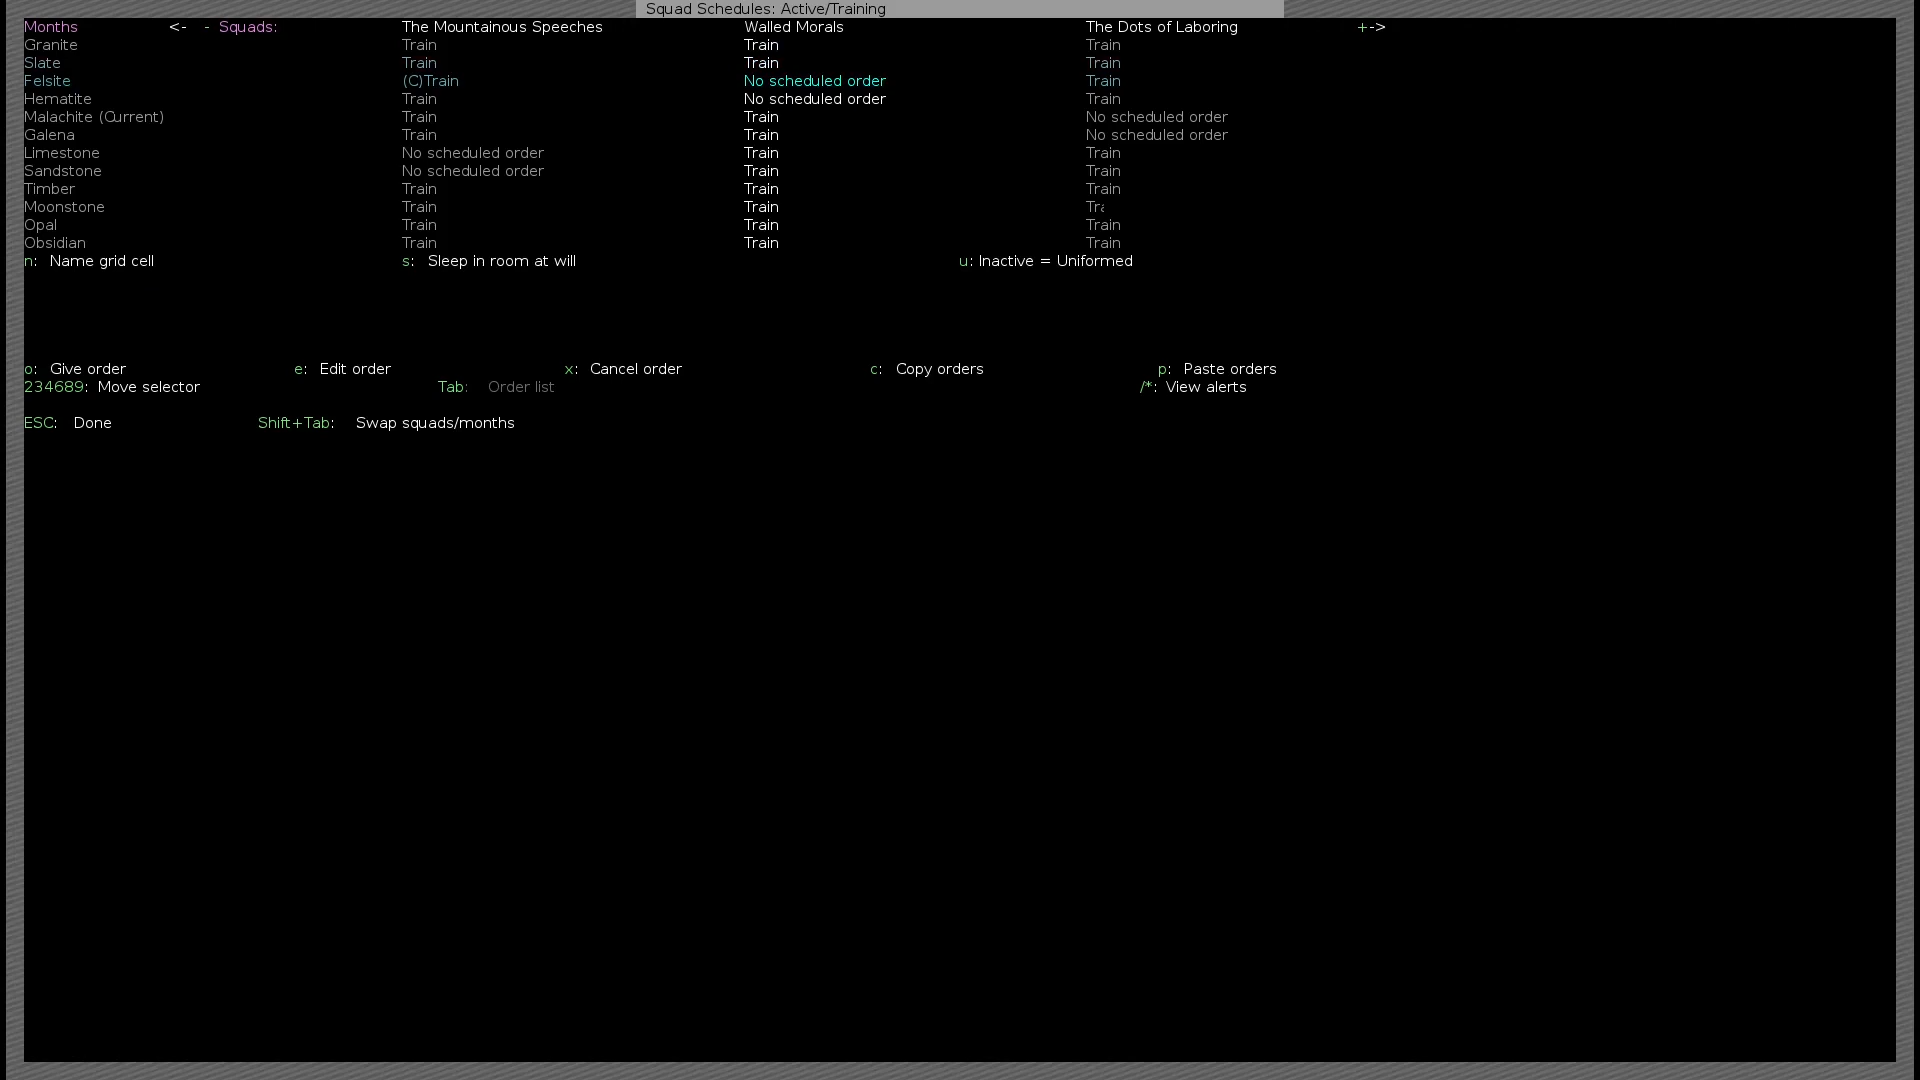 Squad Schedules: Active/Training
Months <- - Squads: The Mountainous Speeches Walled Morals The Dots of Laboring +->
Granite Train Train Train
Slate Train Train Train
Felsite (C)Train No scheduled order Train
Hematite Train No scheduled order Train
Malachite (Current) Train Train No scheduled order
Galena Train Train No scheduled order
Limestone No scheduled order Train Train
Sandstone No scheduled order Train Train
Timber Train Train Train
Moonstone Train Train
Opal Train Train Train
Obsidian Train Train Train
n: Name grid cell s: Sleep in room at will u: Inactive = Uniformed
o: Give order e: Edit order x: Cancel order c: Copy orders p: Paste orders
234689: Move selector Tab: Order list /*: View alerts
ESC: Done Shift+Tab: Swap squads/months